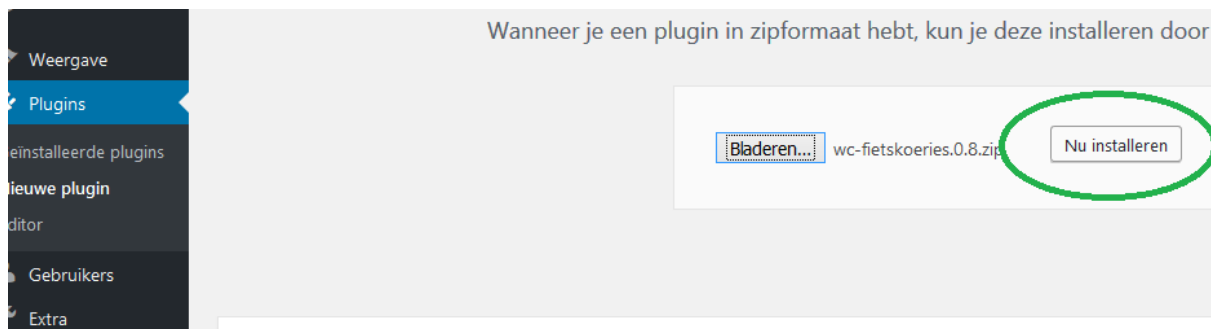 Wanneer je een plugin in zipformaat hebt, kun je deze installeren door
Weergave
Plugins
eïnstalleerde plugins
ieuwe plugin
ditor
Gebruikers
Extra
Bladeren... wc-fietskoeries.0.8.zip Nu installeren